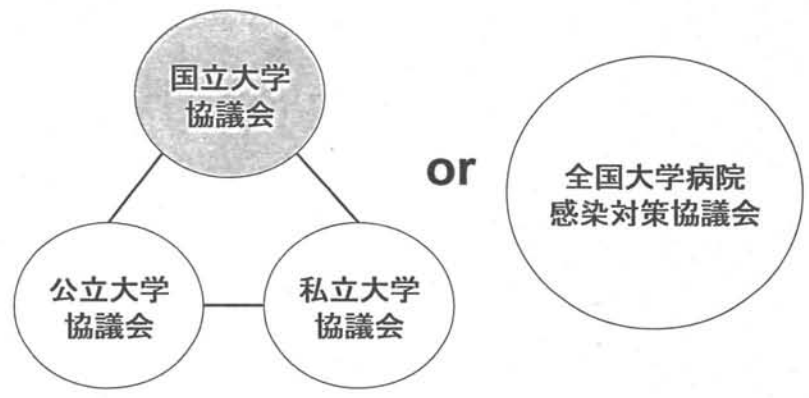 国立大学
協議会
公立大学
協議会
私立大学
協議会
or
全国大学病院
感染対策協議会